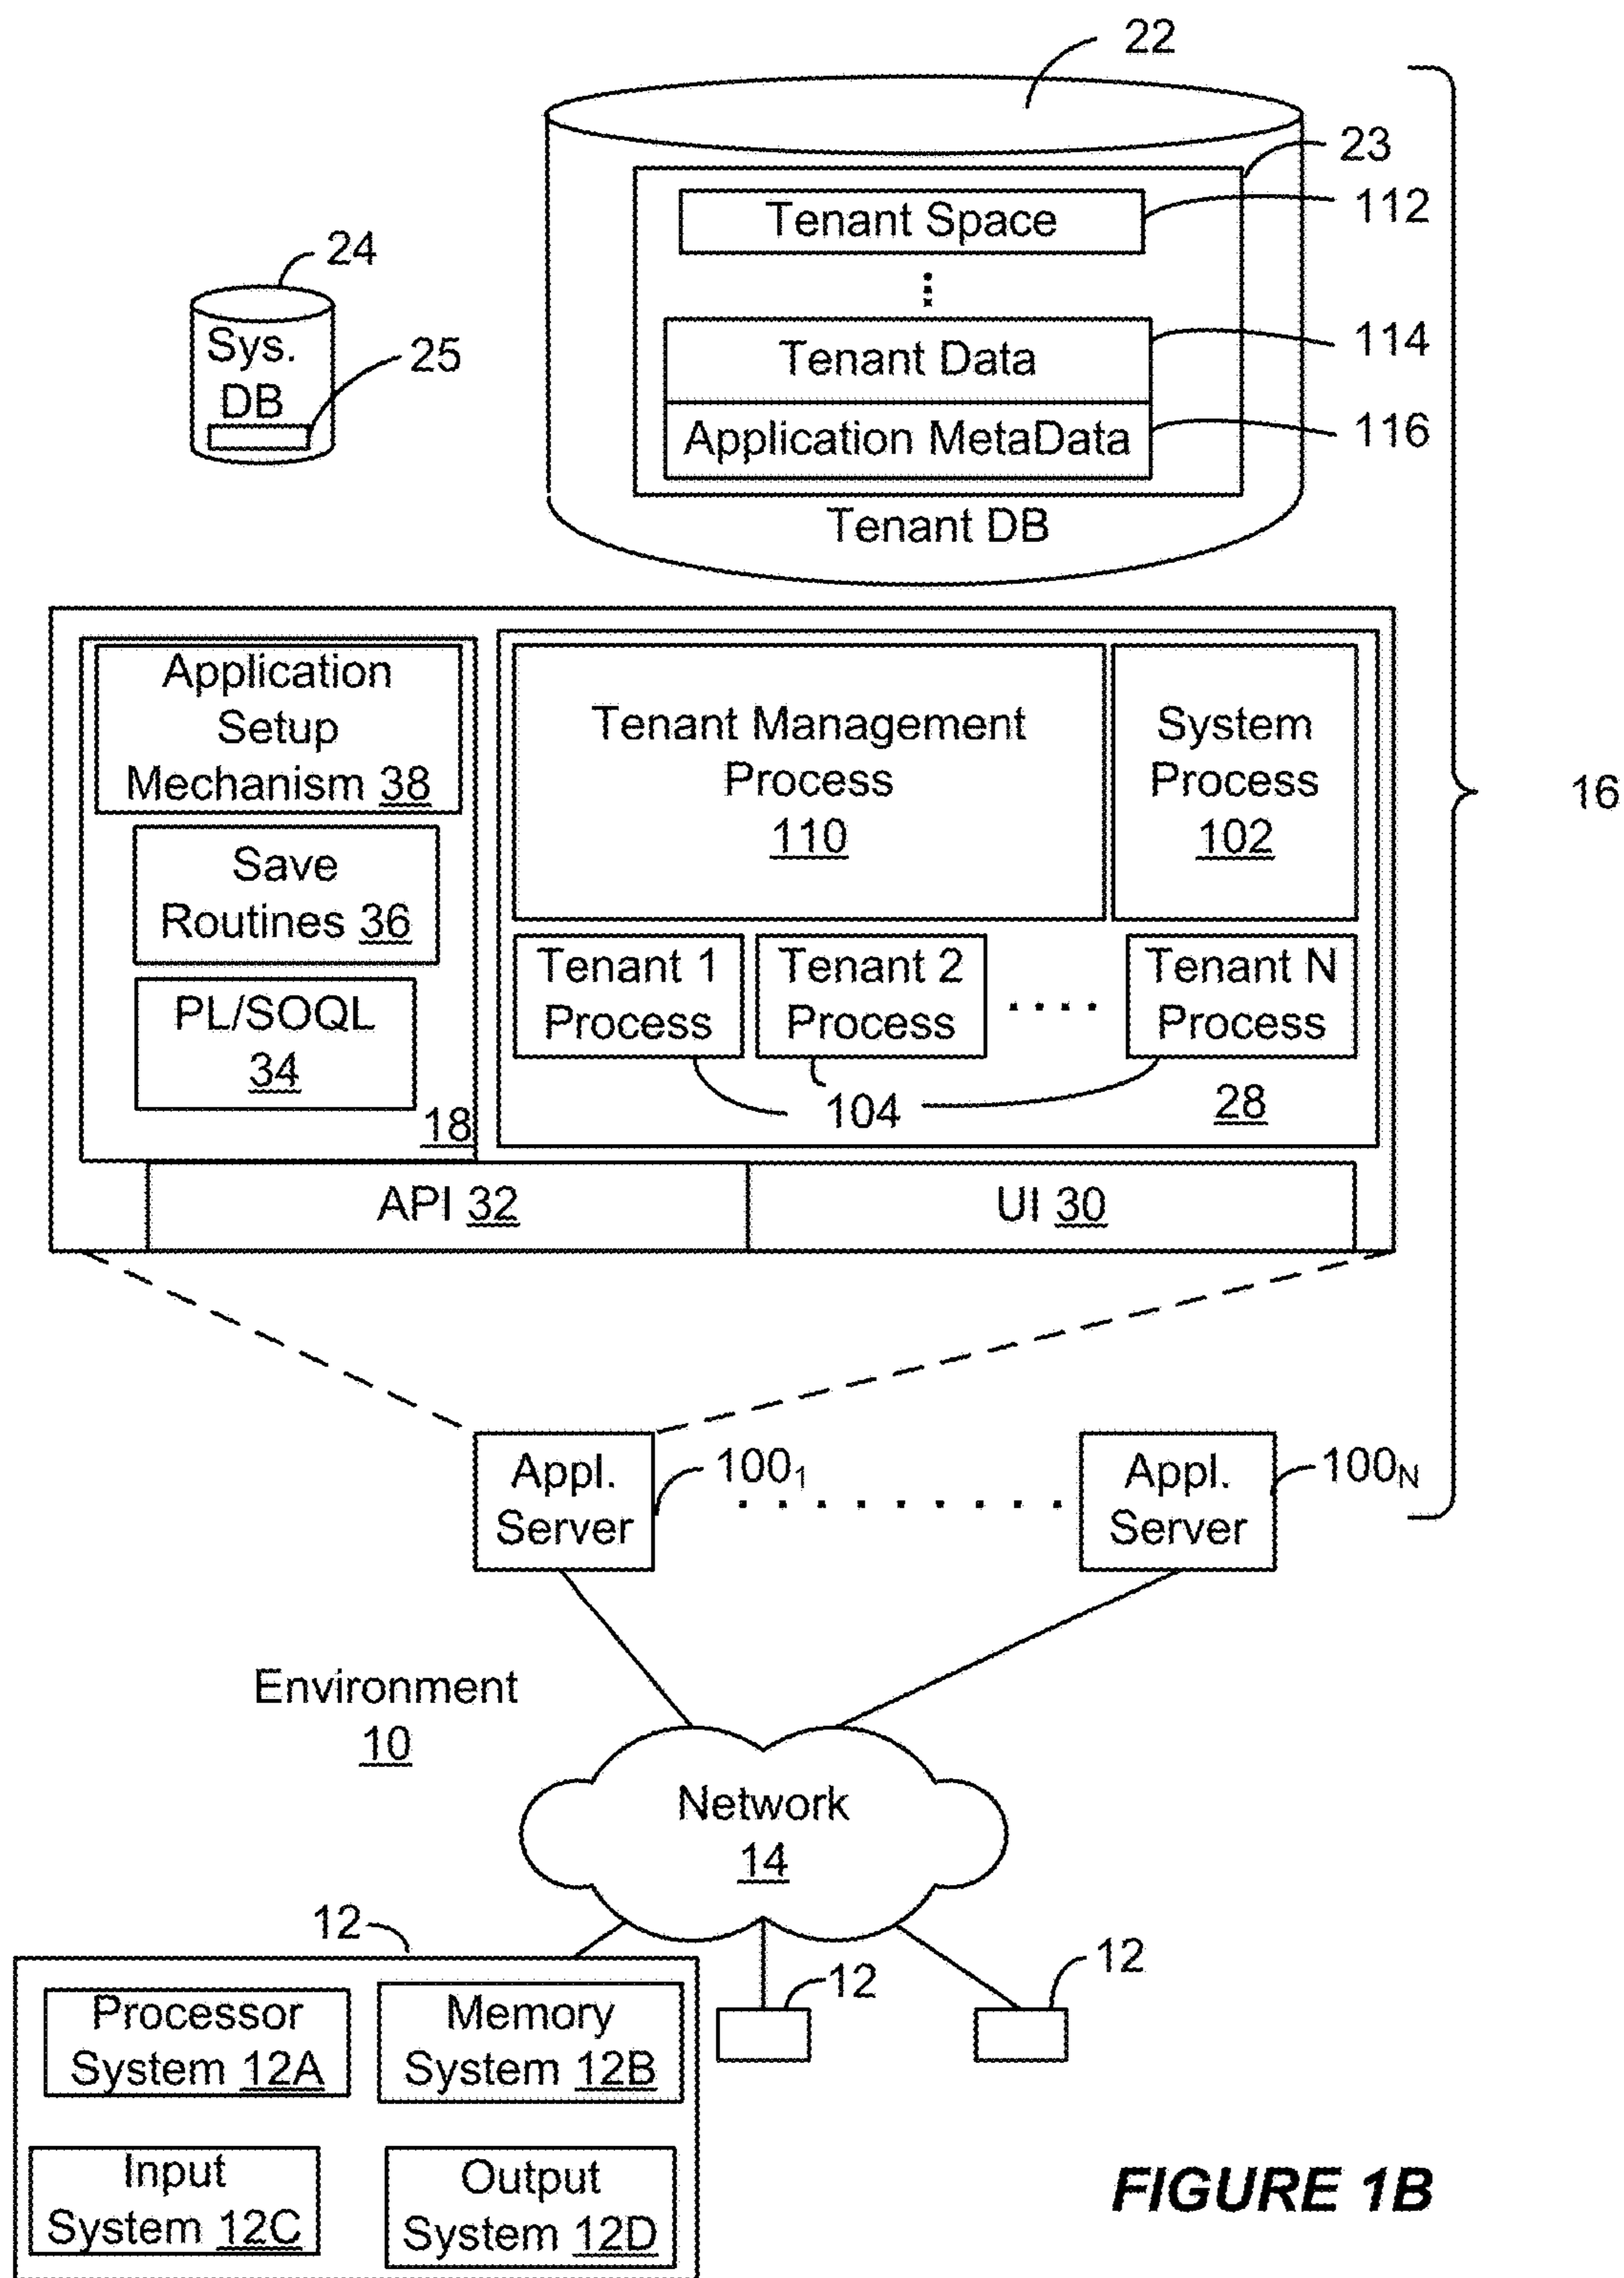 22
23
Tenant Space
112
24
Sys.
DB
25
Tenant Data
114
Application MetaData
116
Tenant DB
Application
Setup
Mechanism 38
Save
Routines 36
PL/SOQL
34
18
Tenant Management
Process
110
System
Process
102
Tenant 1
Process
Tenant 2
Process
Tenant N
Process
104
28
API 32
UI 30
16
Appl.
Server
100₁
Appl.
Server
100N
Environment
10
Network
14
12
12
12
Processor
System 12A
Memory
System 12B
Input
System 12C
Output
System 12D
FIGURE 1B